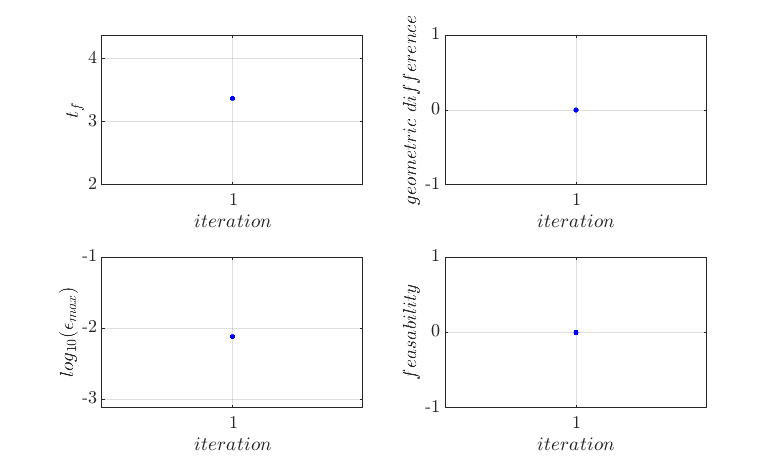 4
3
2
t_f
1
iteration
1
0
-1
geometric difference
1
iteration
-1
-2
-3
log_10(ϵ_max)
1
iteration
1
0
-1
feasability
1
iteration